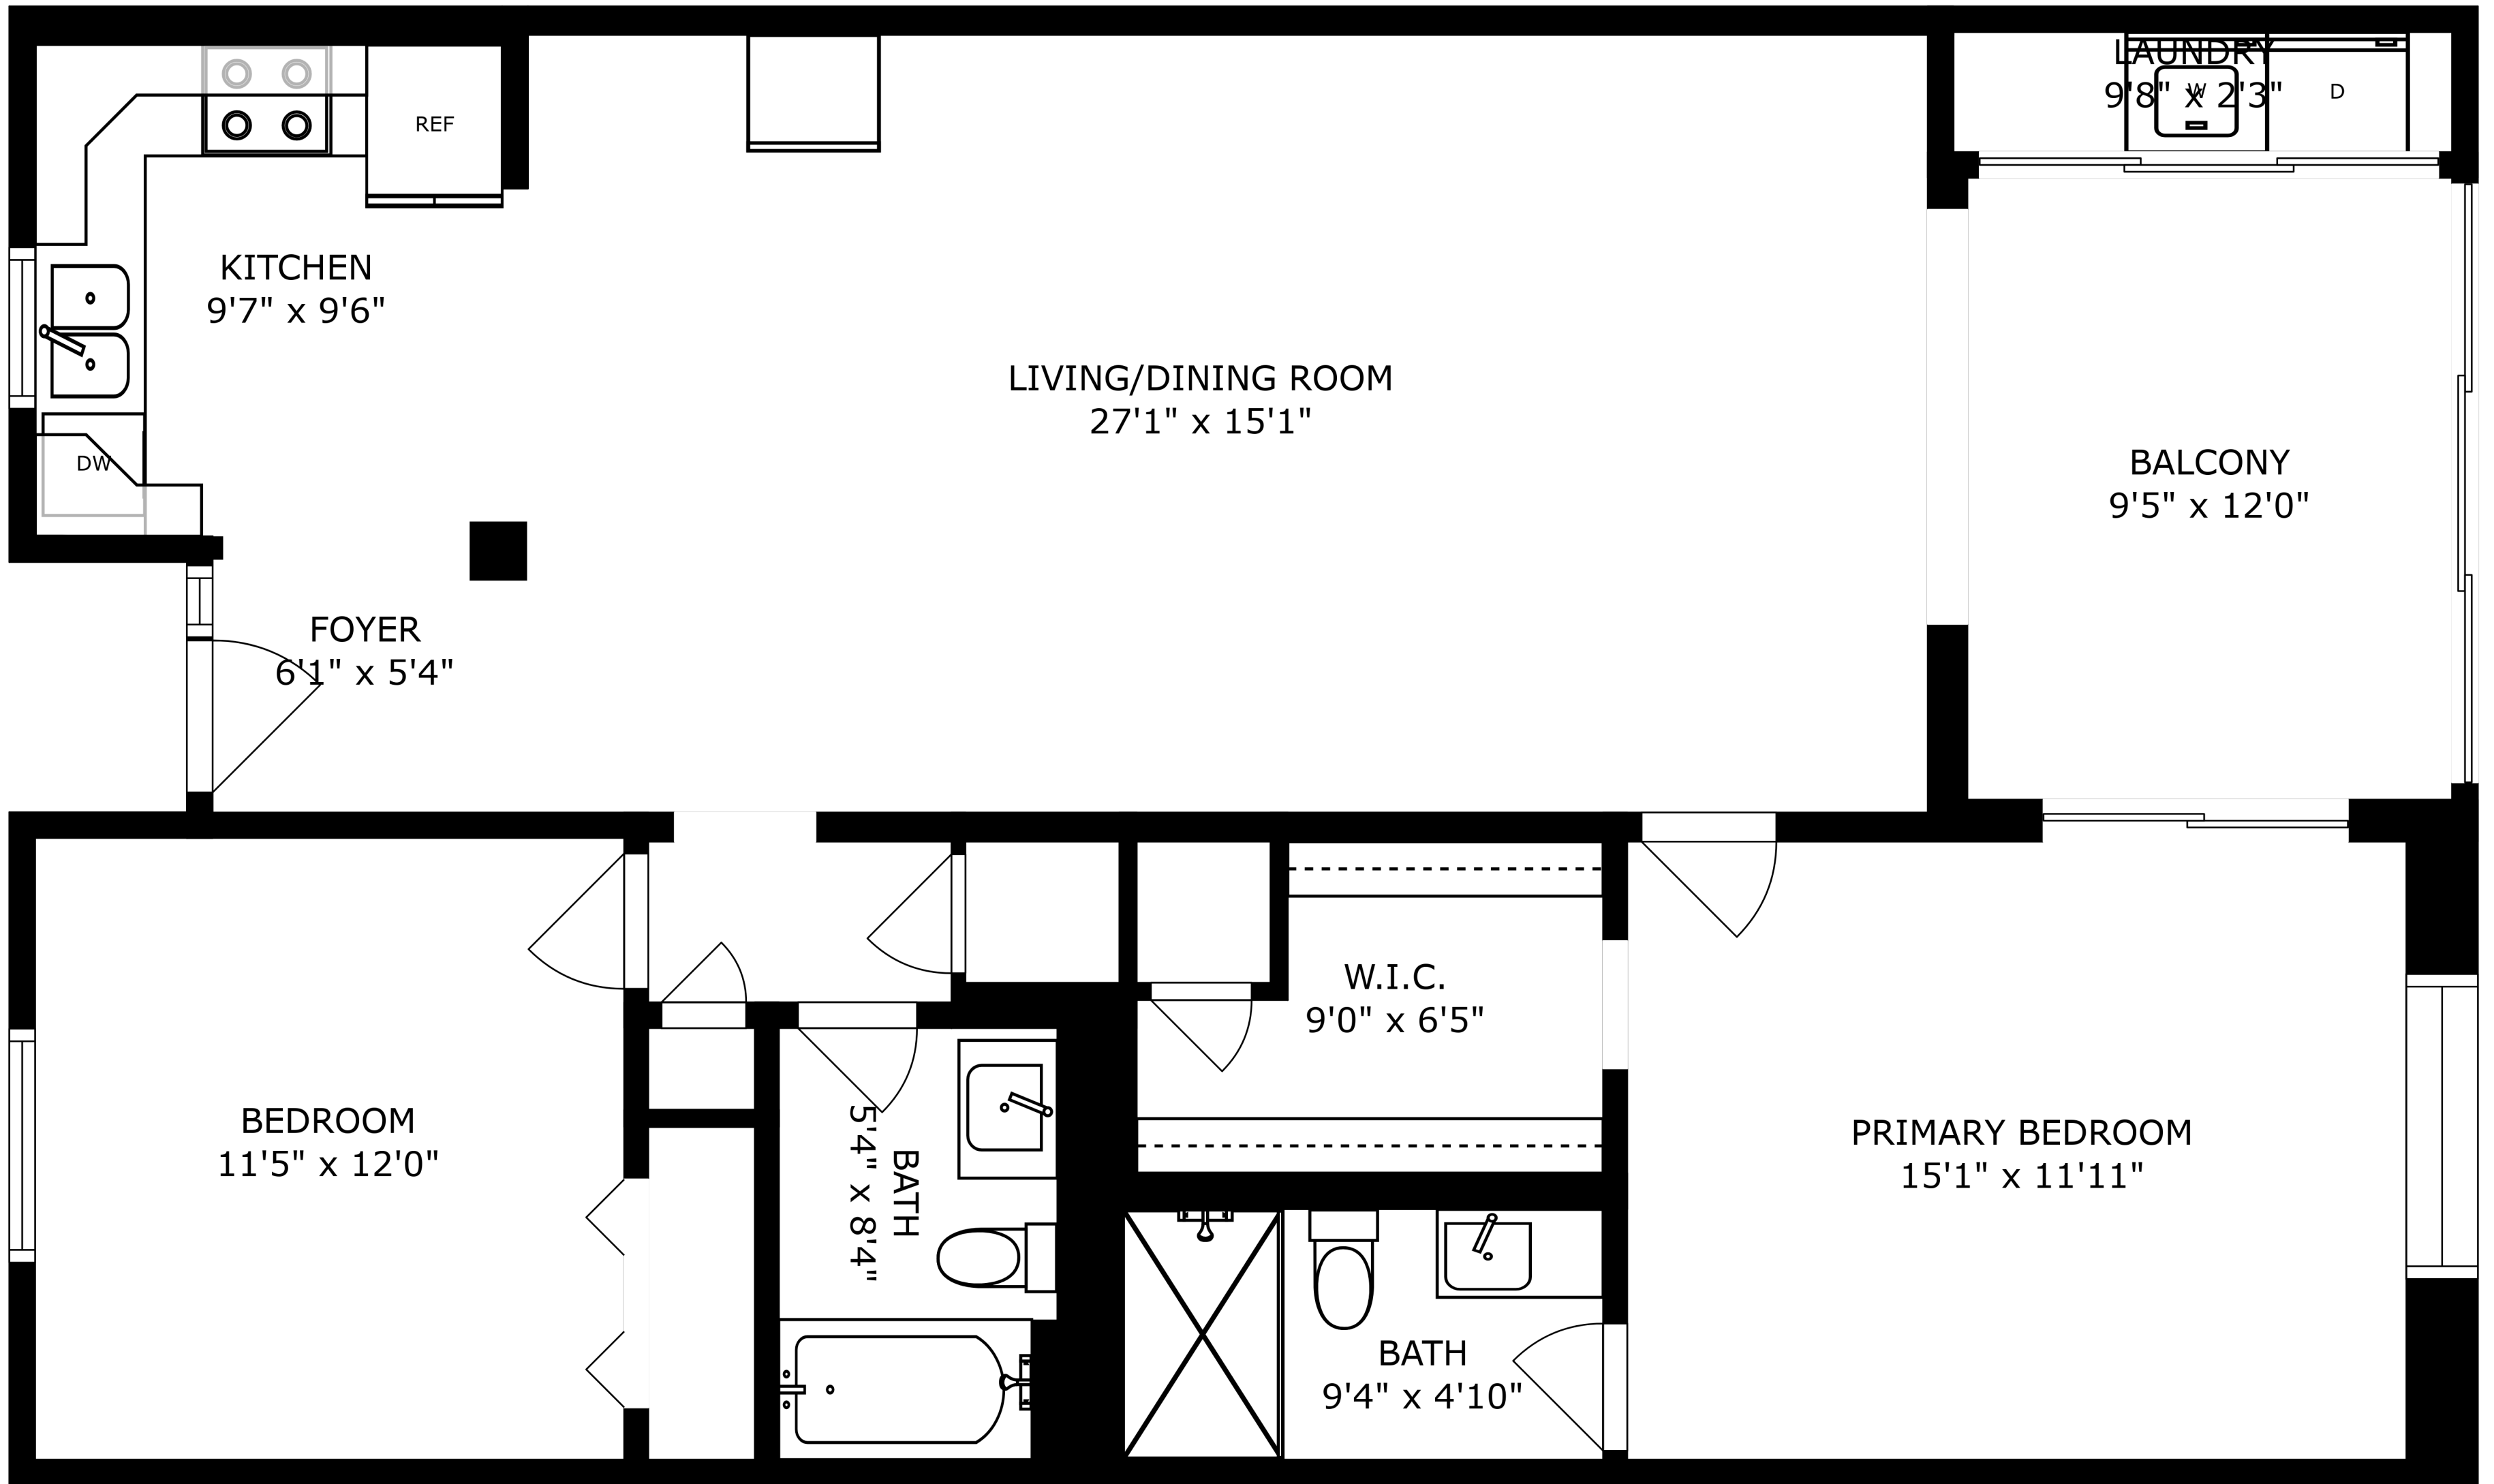 LAUNDRY
9'8" x 2'3"
W
D
REF
KITCHEN
9'7" x 9'6"
LIVING/DINING ROOM
27'1" x 15'1"
BALCONY
9'5" x 12'0"
DW
FOYER
6'1" x 5'4"
W.I.C.
9'0" x 6'5"
BEDROOM
11'5" x 12'0"
BATH
5'4" x 8'4"
PRIMARY BEDROOM
15'1" x 11'11"
BATH
9'4" x 4'10"